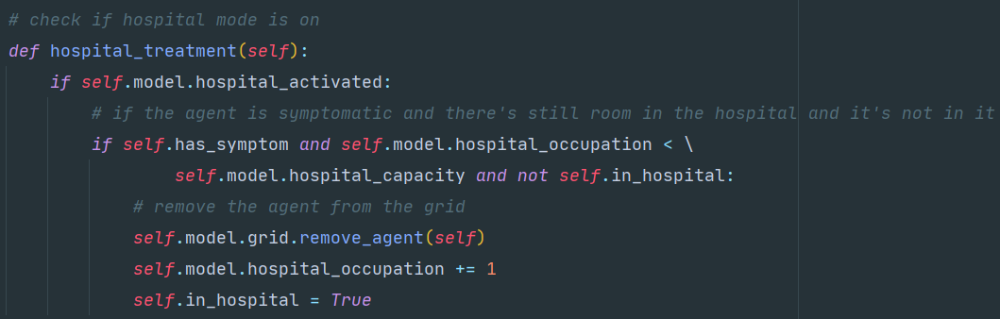 # check if hospital mode is on
def hospital_treatment(self):
    if self.model.hospital_activated:
        # if the agent is symptomatic and there's still room in the hospital and it's not in it
        if self.has_symptom and self.model.hospital_occupation < \
                self.model.hospital_capacity and not self.in_hospital:
            # remove the agent from the grid
            self.model.grid.remove_agent(self)
            self.model.hospital_occupation += 1
            self.in_hospital = True